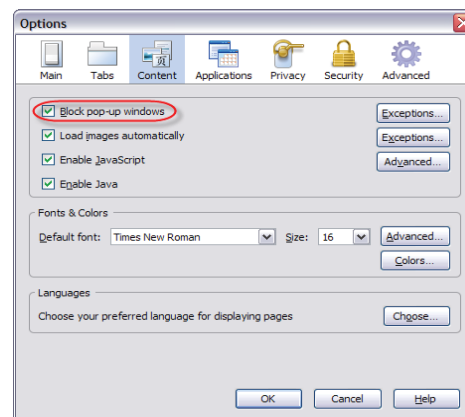 Options
Main Tabs Content Applications Privacy Security Advanced
Block pop-up windows Exceptions...
Load images automatically Exceptions...
Enable JavaScript Advanced...
Enable Java
Fonts & Colors
Default font: Times New Roman Size: 16 Advanced...
Colors...
Languages
Choose your preferred language for displaying pages Choose...
OK Cancel Help